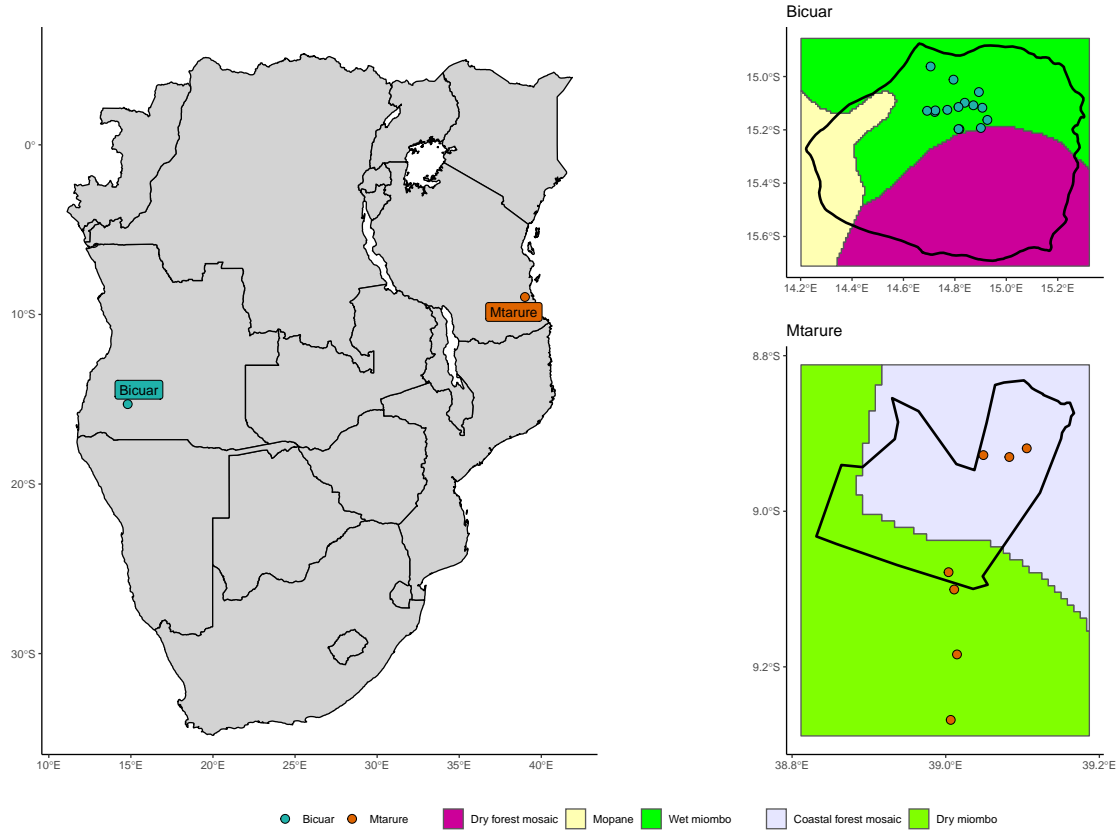 Bicuar
0°
10°S
20°S
30°S
10°E
15°E
20°E
25°E
30°E
35°E
40°E
Mtarure
Bicuar
15.0°S
15.2°S
15.4°S
15.6°S
14.2°E
14.4°E
14.6°E
14.8°E
15.0°E
15.2°E
Mtarure
8.8°S
9.0°S
9.2°S
38.8°E
39.0°E
39.2°E
Bicuar
Mtarure
Dry forest mosaic
Mopane
Wet miombo
Coastal forest mosaic
Dry miombo